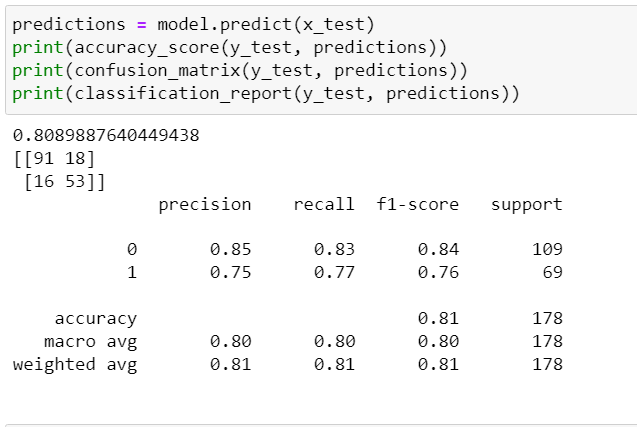 predictions = model.predict(x_test)
print(accuracy_score(y_test, predictions))
print(confusion_matrix(y_test, predictions))
print(classification_report(y_test, predictions))
0.8089887640449438
[[91 18]
 [16 53]]
              precision    recall  f1-score   support
           0       0.85      0.83      0.84       109
           1       0.75      0.77      0.76        69
    accuracy                           0.81       178
   macro avg       0.80      0.80      0.80       178
weighted avg       0.81      0.81      0.81       178